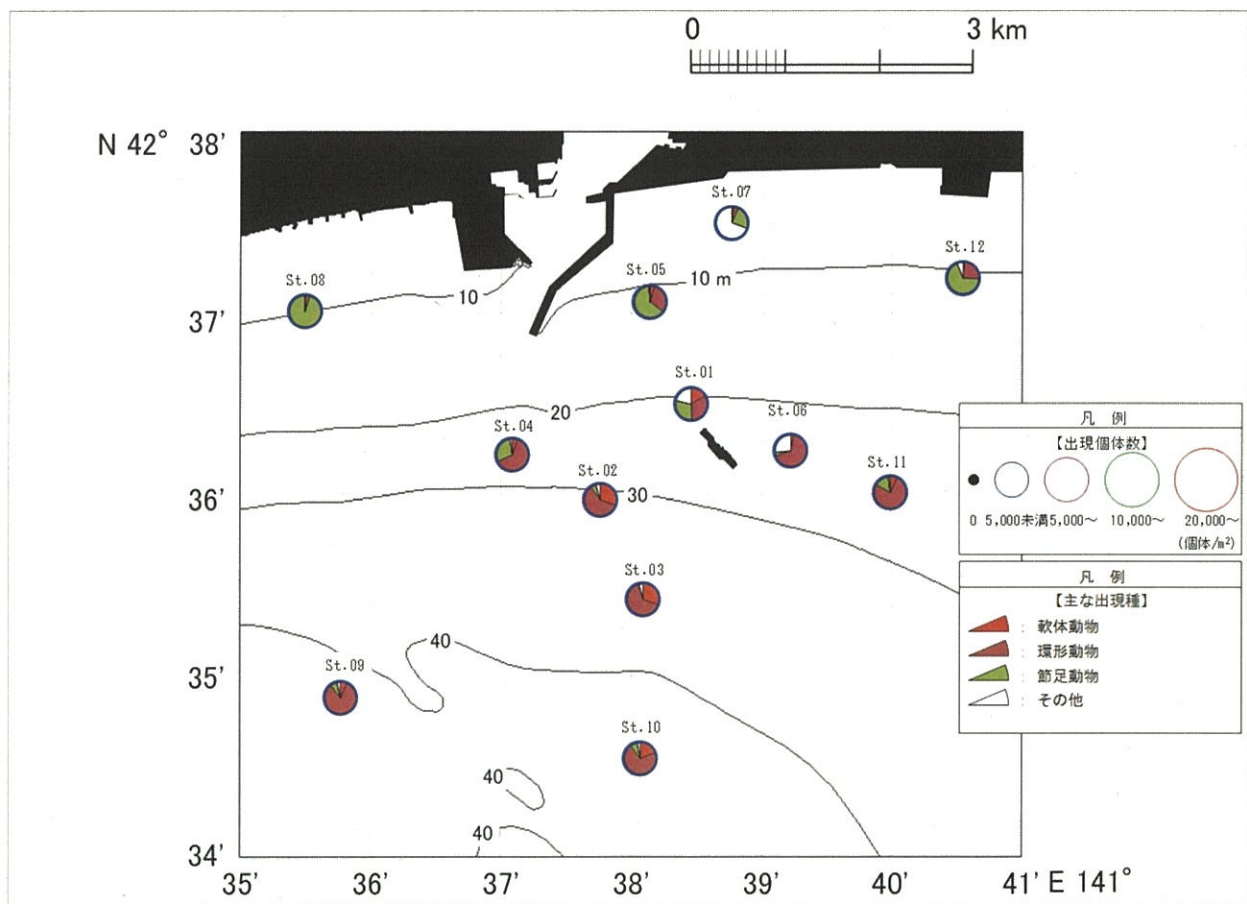 0 3 km
N 42° 38'
St.07
St.12
St.08
St.05
10 m
10
37'
St.01
20
St.06
St.04
St.02
St.11
36'
30
St.03
40
35'
St.09
St.10
40
40
34'
35' 36' 37' 38' 39' 40' 41' E 141°
凡 例
【出現個体数】
0 5,000未満 5,000～ 10,000～ 20,000～
(個体/m²)
凡 例
【主な出現種】
: 軟体動物
: 環形動物
: 節足動物
: その他